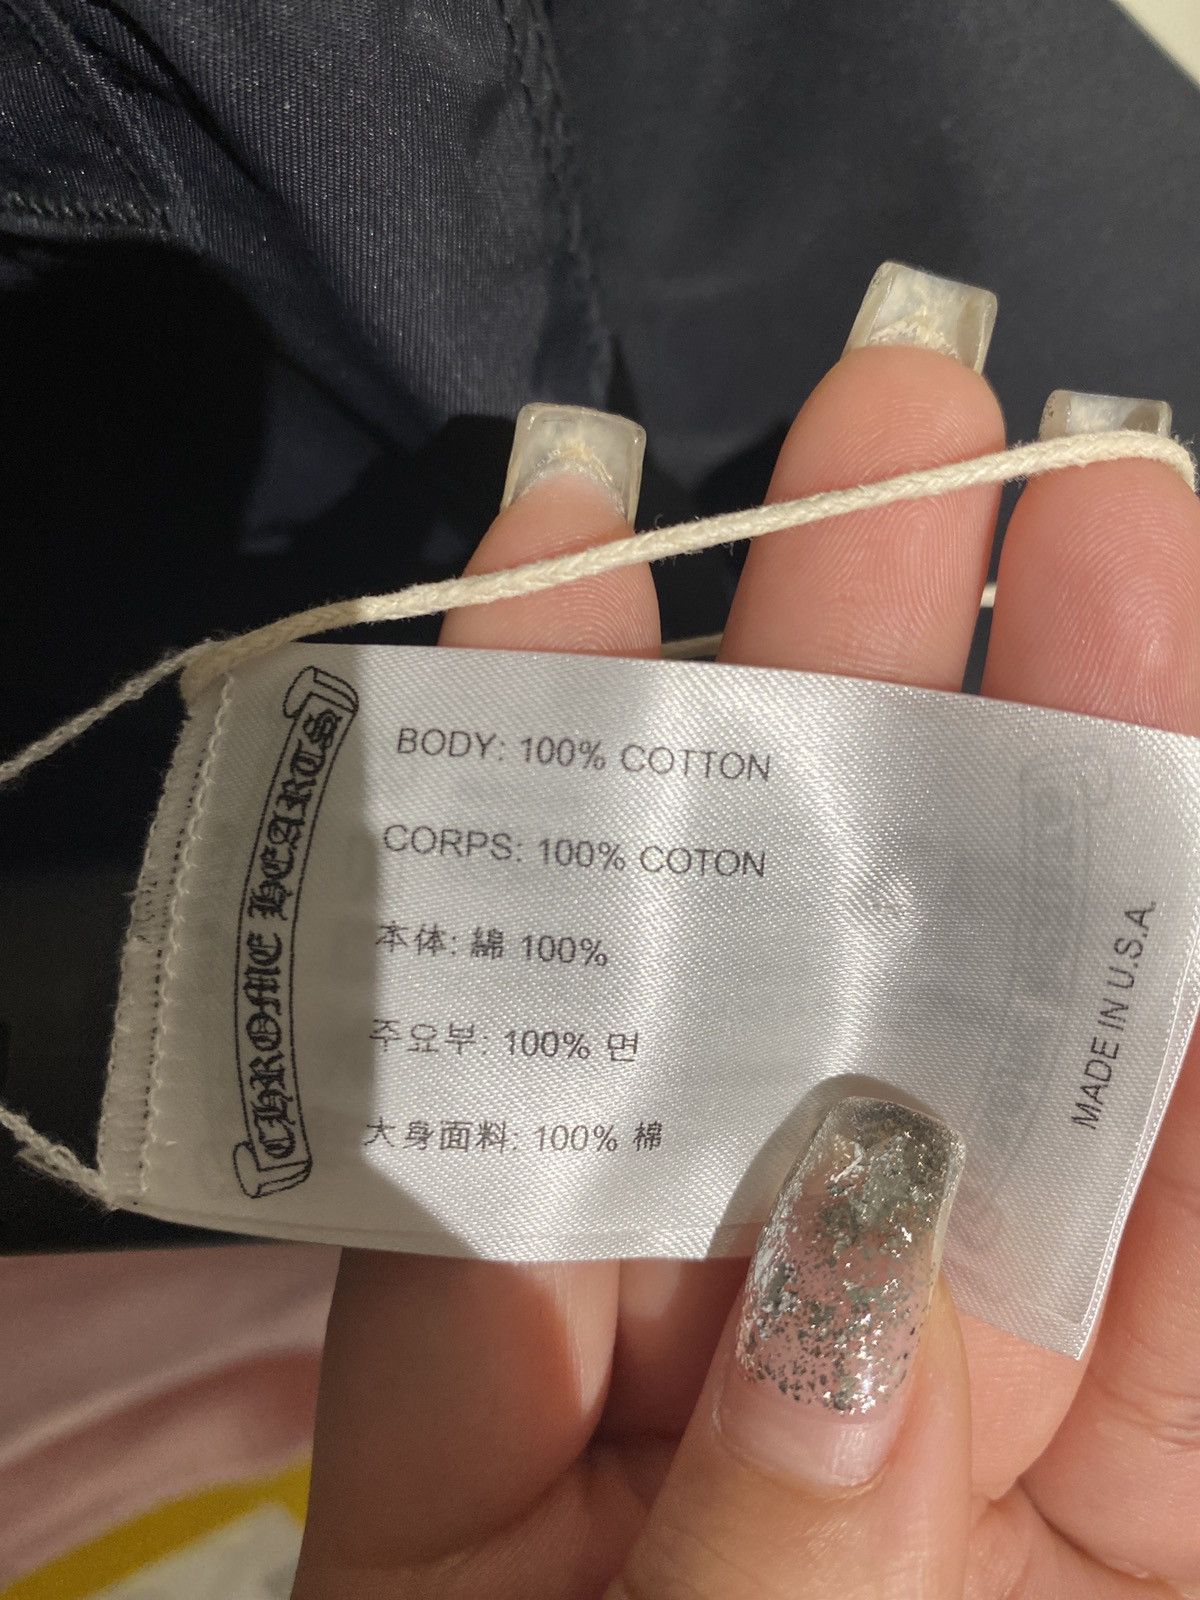 CHROME HEARTS
BODY: 100% COTTON
CORPS: 100% COTON
本体: 綿 100%
주요부: 100% 면
大身面料: 100% 棉
MADE IN U.S.A.